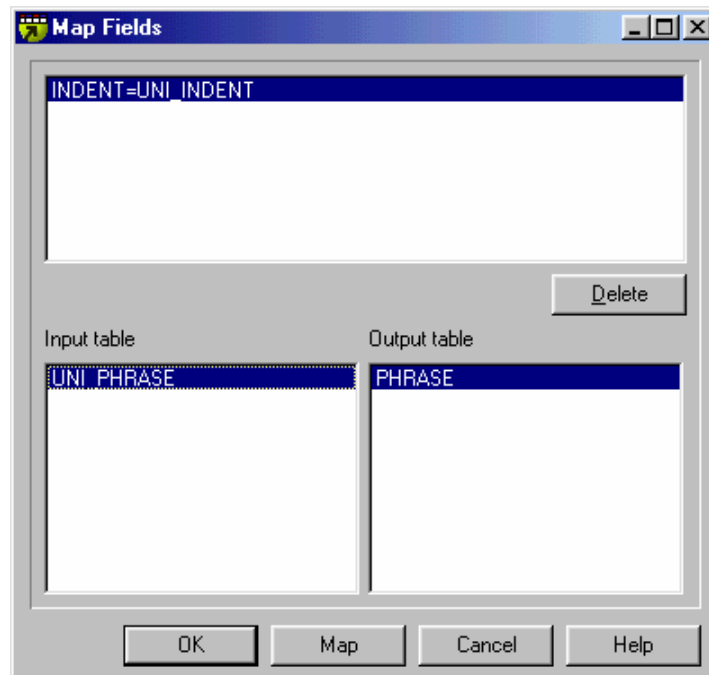 Map Fields
INDENT=UNI_INDENT
Delete
Input table
Output table
UNI_PHRASE
PHRASE
OK
Map
Cancel
Help